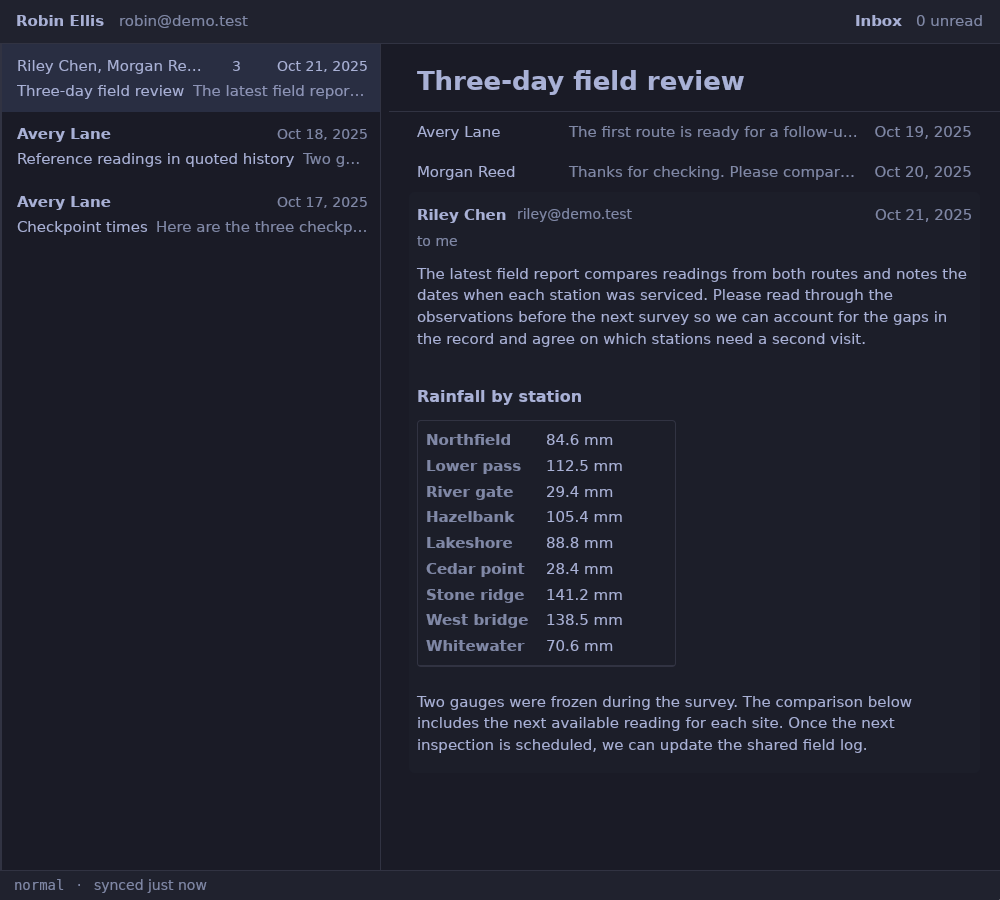 Robin Ellis robin@demo.test
Inbox 0 unread
Riley Chen, Morgan Re… 3 Oct 21, 2025
Three-day field review The latest field repor…
Avery Lane Oct 18, 2025
Reference readings in quoted history Two g…
Avery Lane Oct 17, 2025
Checkpoint times Here are the three checkp…
Three-day field review
Avery Lane The first route is ready for a follow-u… Oct 19, 2025
Morgan Reed Thanks for checking. Please compar… Oct 20, 2025
Riley Chen riley@demo.test Oct 21, 2025
to me
The latest field report compares readings from both routes and notes the
dates when each station was serviced. Please read through the
observations before the next survey so we can account for the gaps in
the record and agree on which stations need a second visit.
Rainfall by station
Northfield 84.6 mm
Lower pass 112.5 mm
River gate 29.4 mm
Hazelbank 105.4 mm
Lakeshore 88.8 mm
Cedar point 28.4 mm
Stone ridge 141.2 mm
West bridge 138.5 mm
Whitewater 70.6 mm
Two gauges were frozen during the survey. The comparison below
includes the next available reading for each site. Once the next
inspection is scheduled, we can update the shared field log.
normal · synced just now